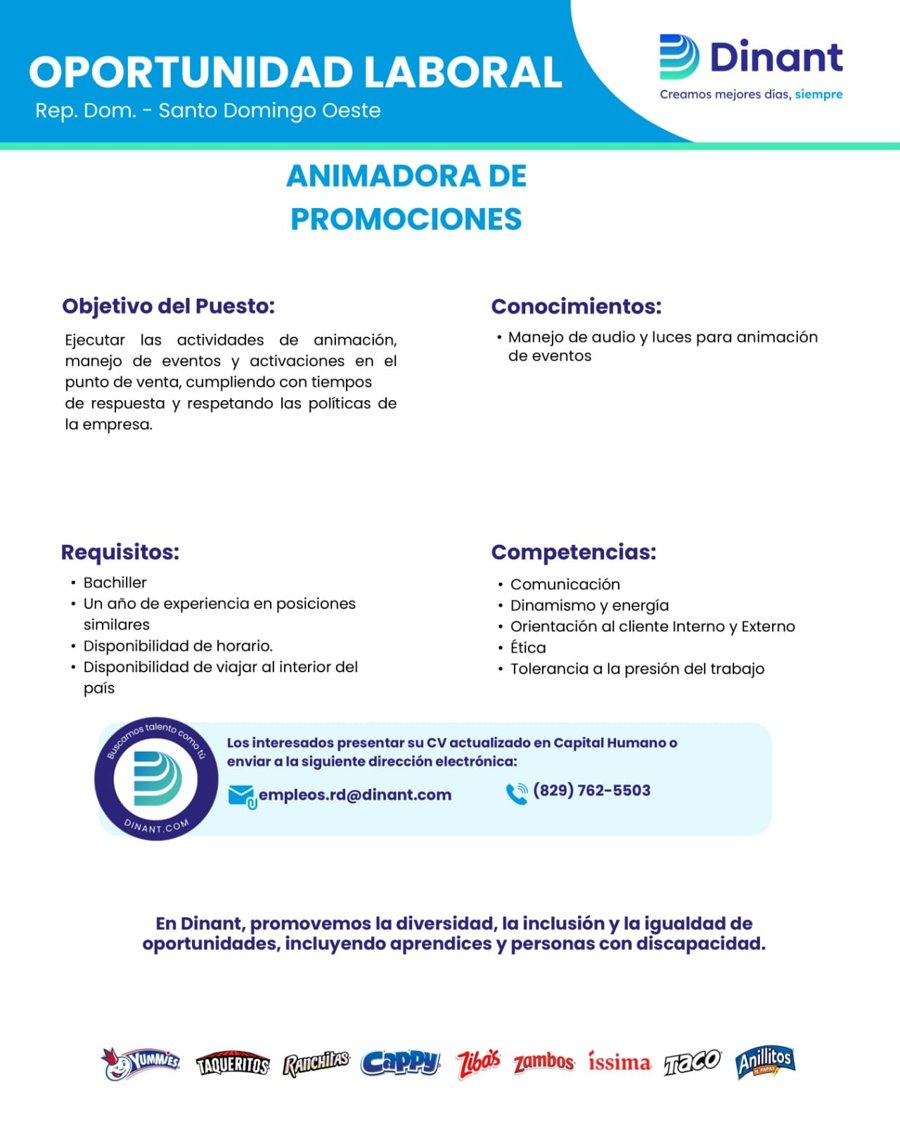 OPORTUNIDAD LABORAL
Rep. Dom. - Santo Domingo Oeste
Dinant
Creamos mejores días, siempre
ANIMADORA DE
PROMOCIONES
Objetivo del Puesto:
Ejecutar las actividades de animación,
manejo de eventos y activaciones en el
punto de venta, cumpliendo con tiempos
de respuesta y respetando las políticas de
la empresa.
Conocimientos:
• Manejo de audio y luces para animación
de eventos
Requisitos:
• Bachiller
• Un año de experiencia en posiciones
similares
• Disponibilidad de horario.
• Disponibilidad de viajar al interior del
país
Competencias:
• Comunicación
• Dinamismo y energía
• Orientación al cliente Interno y Externo
• Ética
• Tolerancia a la presión del trabajo
Buscamos talento como tú
DINANT.COM
Los interesados presentar su CV actualizado en Capital Humano o
enviar a la siguiente dirección electrónica:
empleos.rd@dinant.com
(829) 762-5503
En Dinant, promovemos la diversidad, la inclusión y la igualdad de
oportunidades, incluyendo aprendices y personas con discapacidad.
YUMMIES TAQUERITOS RANCHITAS CAPPY Ziba's zambos íssima TACO Anillitos